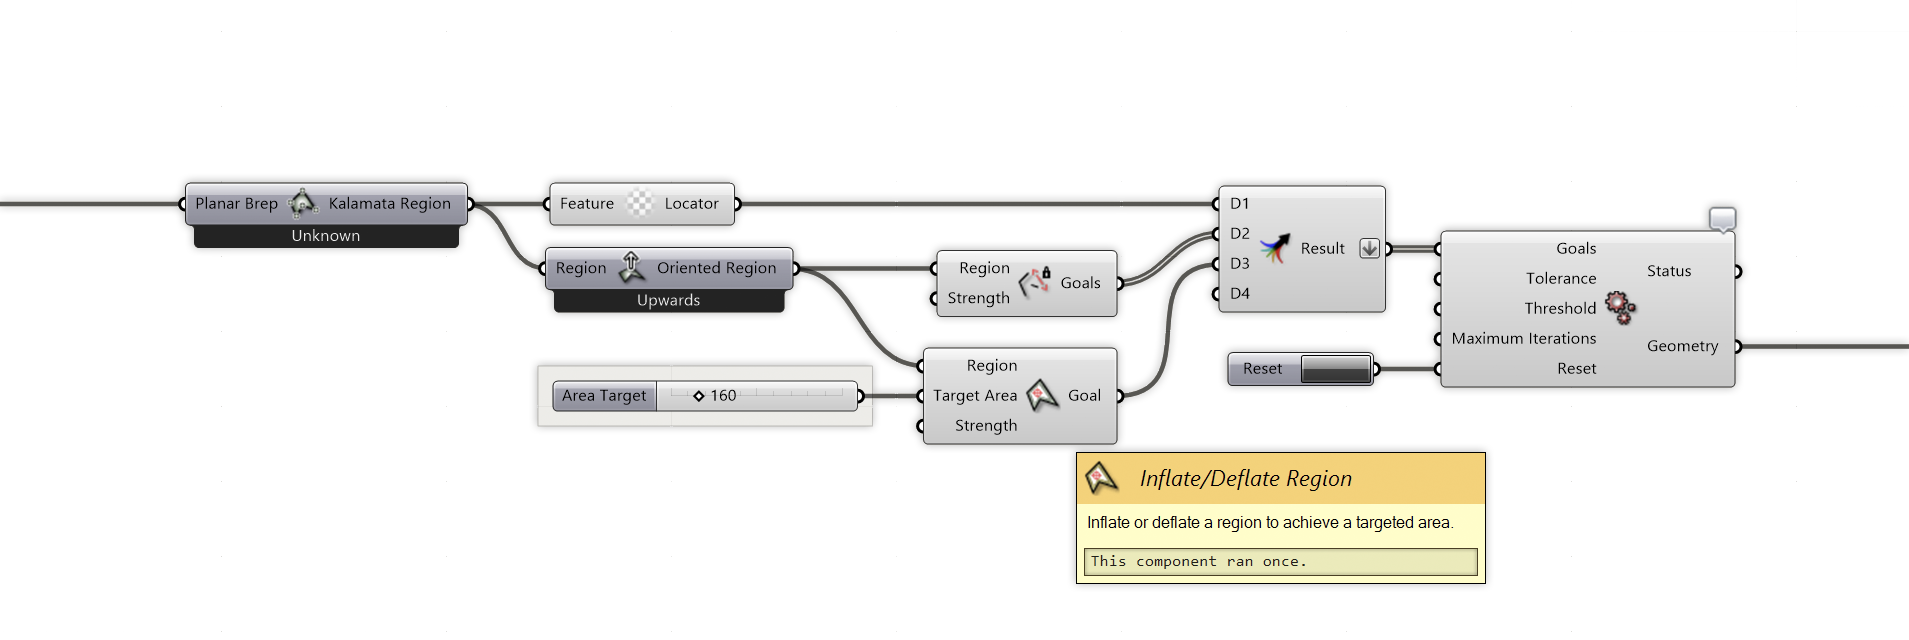 Planar Brep Kalamata Region
Unknown
Feature Locator
Region Oriented Region
Upwards
Region
Strength
Goals
Area Target 160
Region
Target Area
Strength
Goal
D1
D2
D3
D4
Result
Reset
Goals
Tolerance
Threshold
Maximum Iterations
Reset
Status
Geometry
Inflate/Deflate Region
Inflate or deflate a region to achieve a targeted area.
This component ran once.